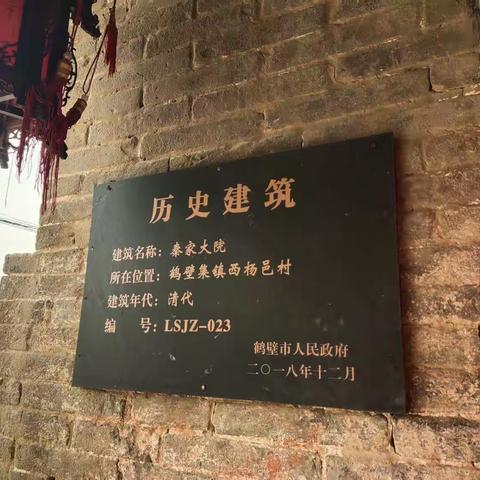 历史建筑
建筑名称：秦家大院
所在位置：鹤壁集镇西杨邑村
建筑年代：清代
编 号：LSJZ-023
鹤壁市人民政府
二〇一八年十二月